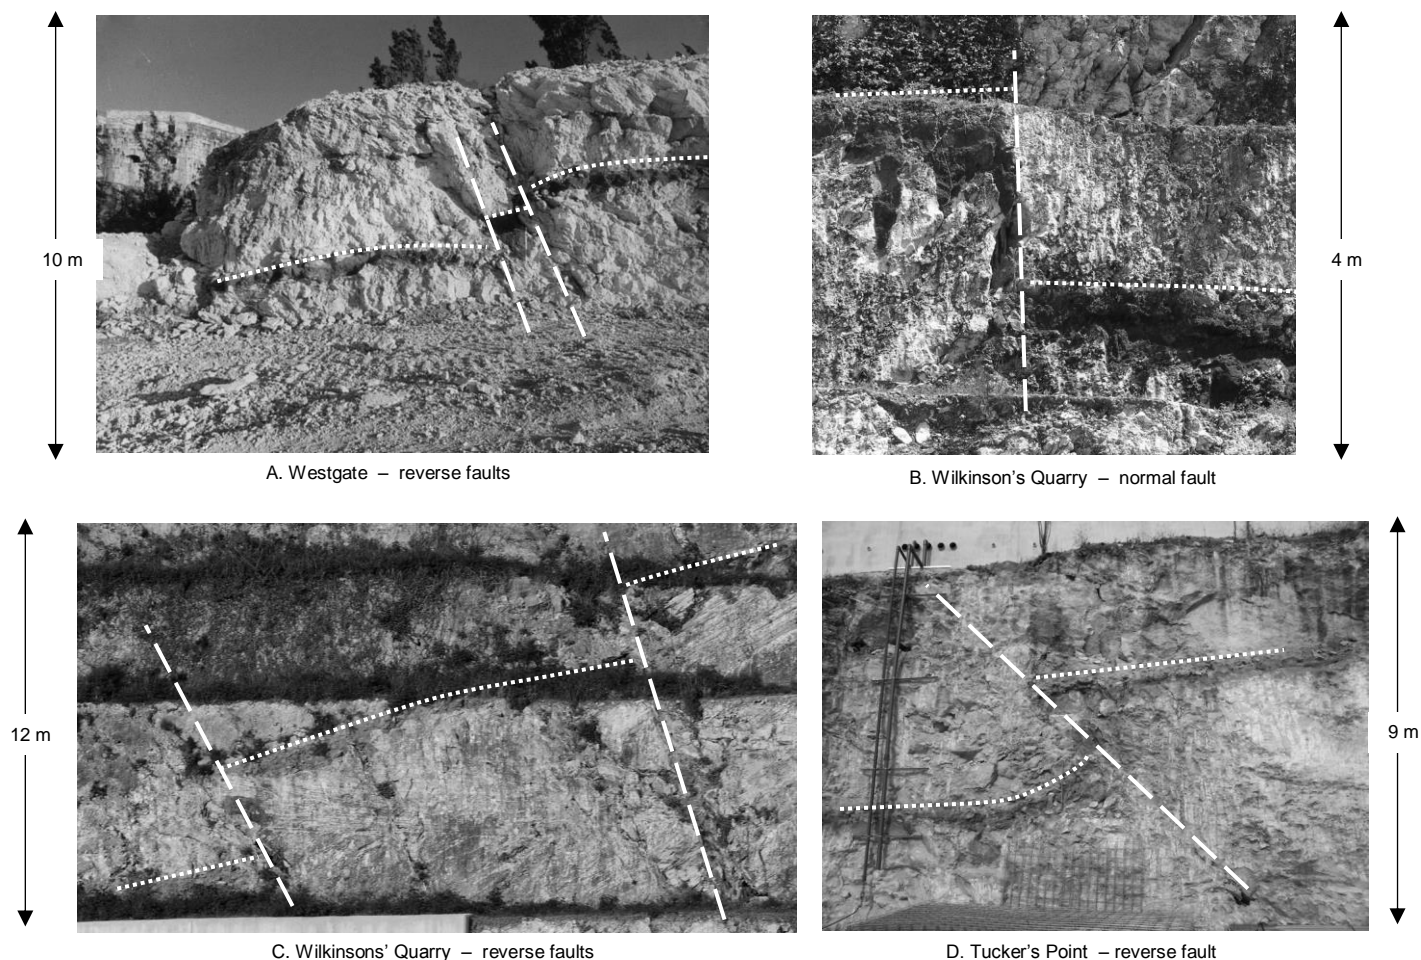 10 m
4 m
A. Westgate – reverse faults
B. Wilkinson's Quarry – normal fault
12 m
9 m
C. Wilkinsons' Quarry – reverse faults
D. Tucker's Point – reverse fault